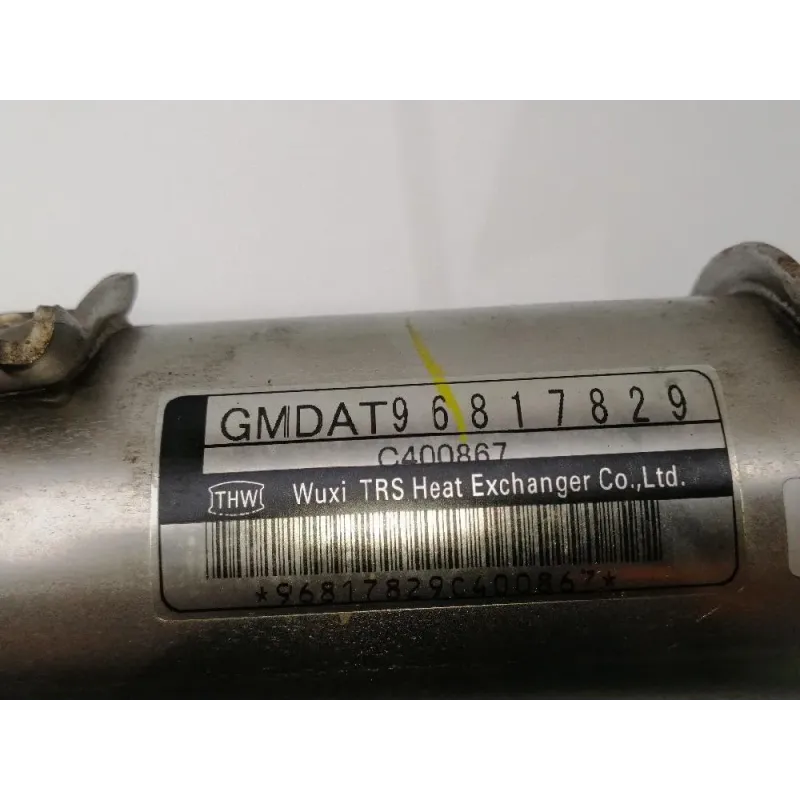 GMDAT96817829
C400867
THW Wuxi TRS Heat Exchanger Co.,Ltd.
*96817829C400867*